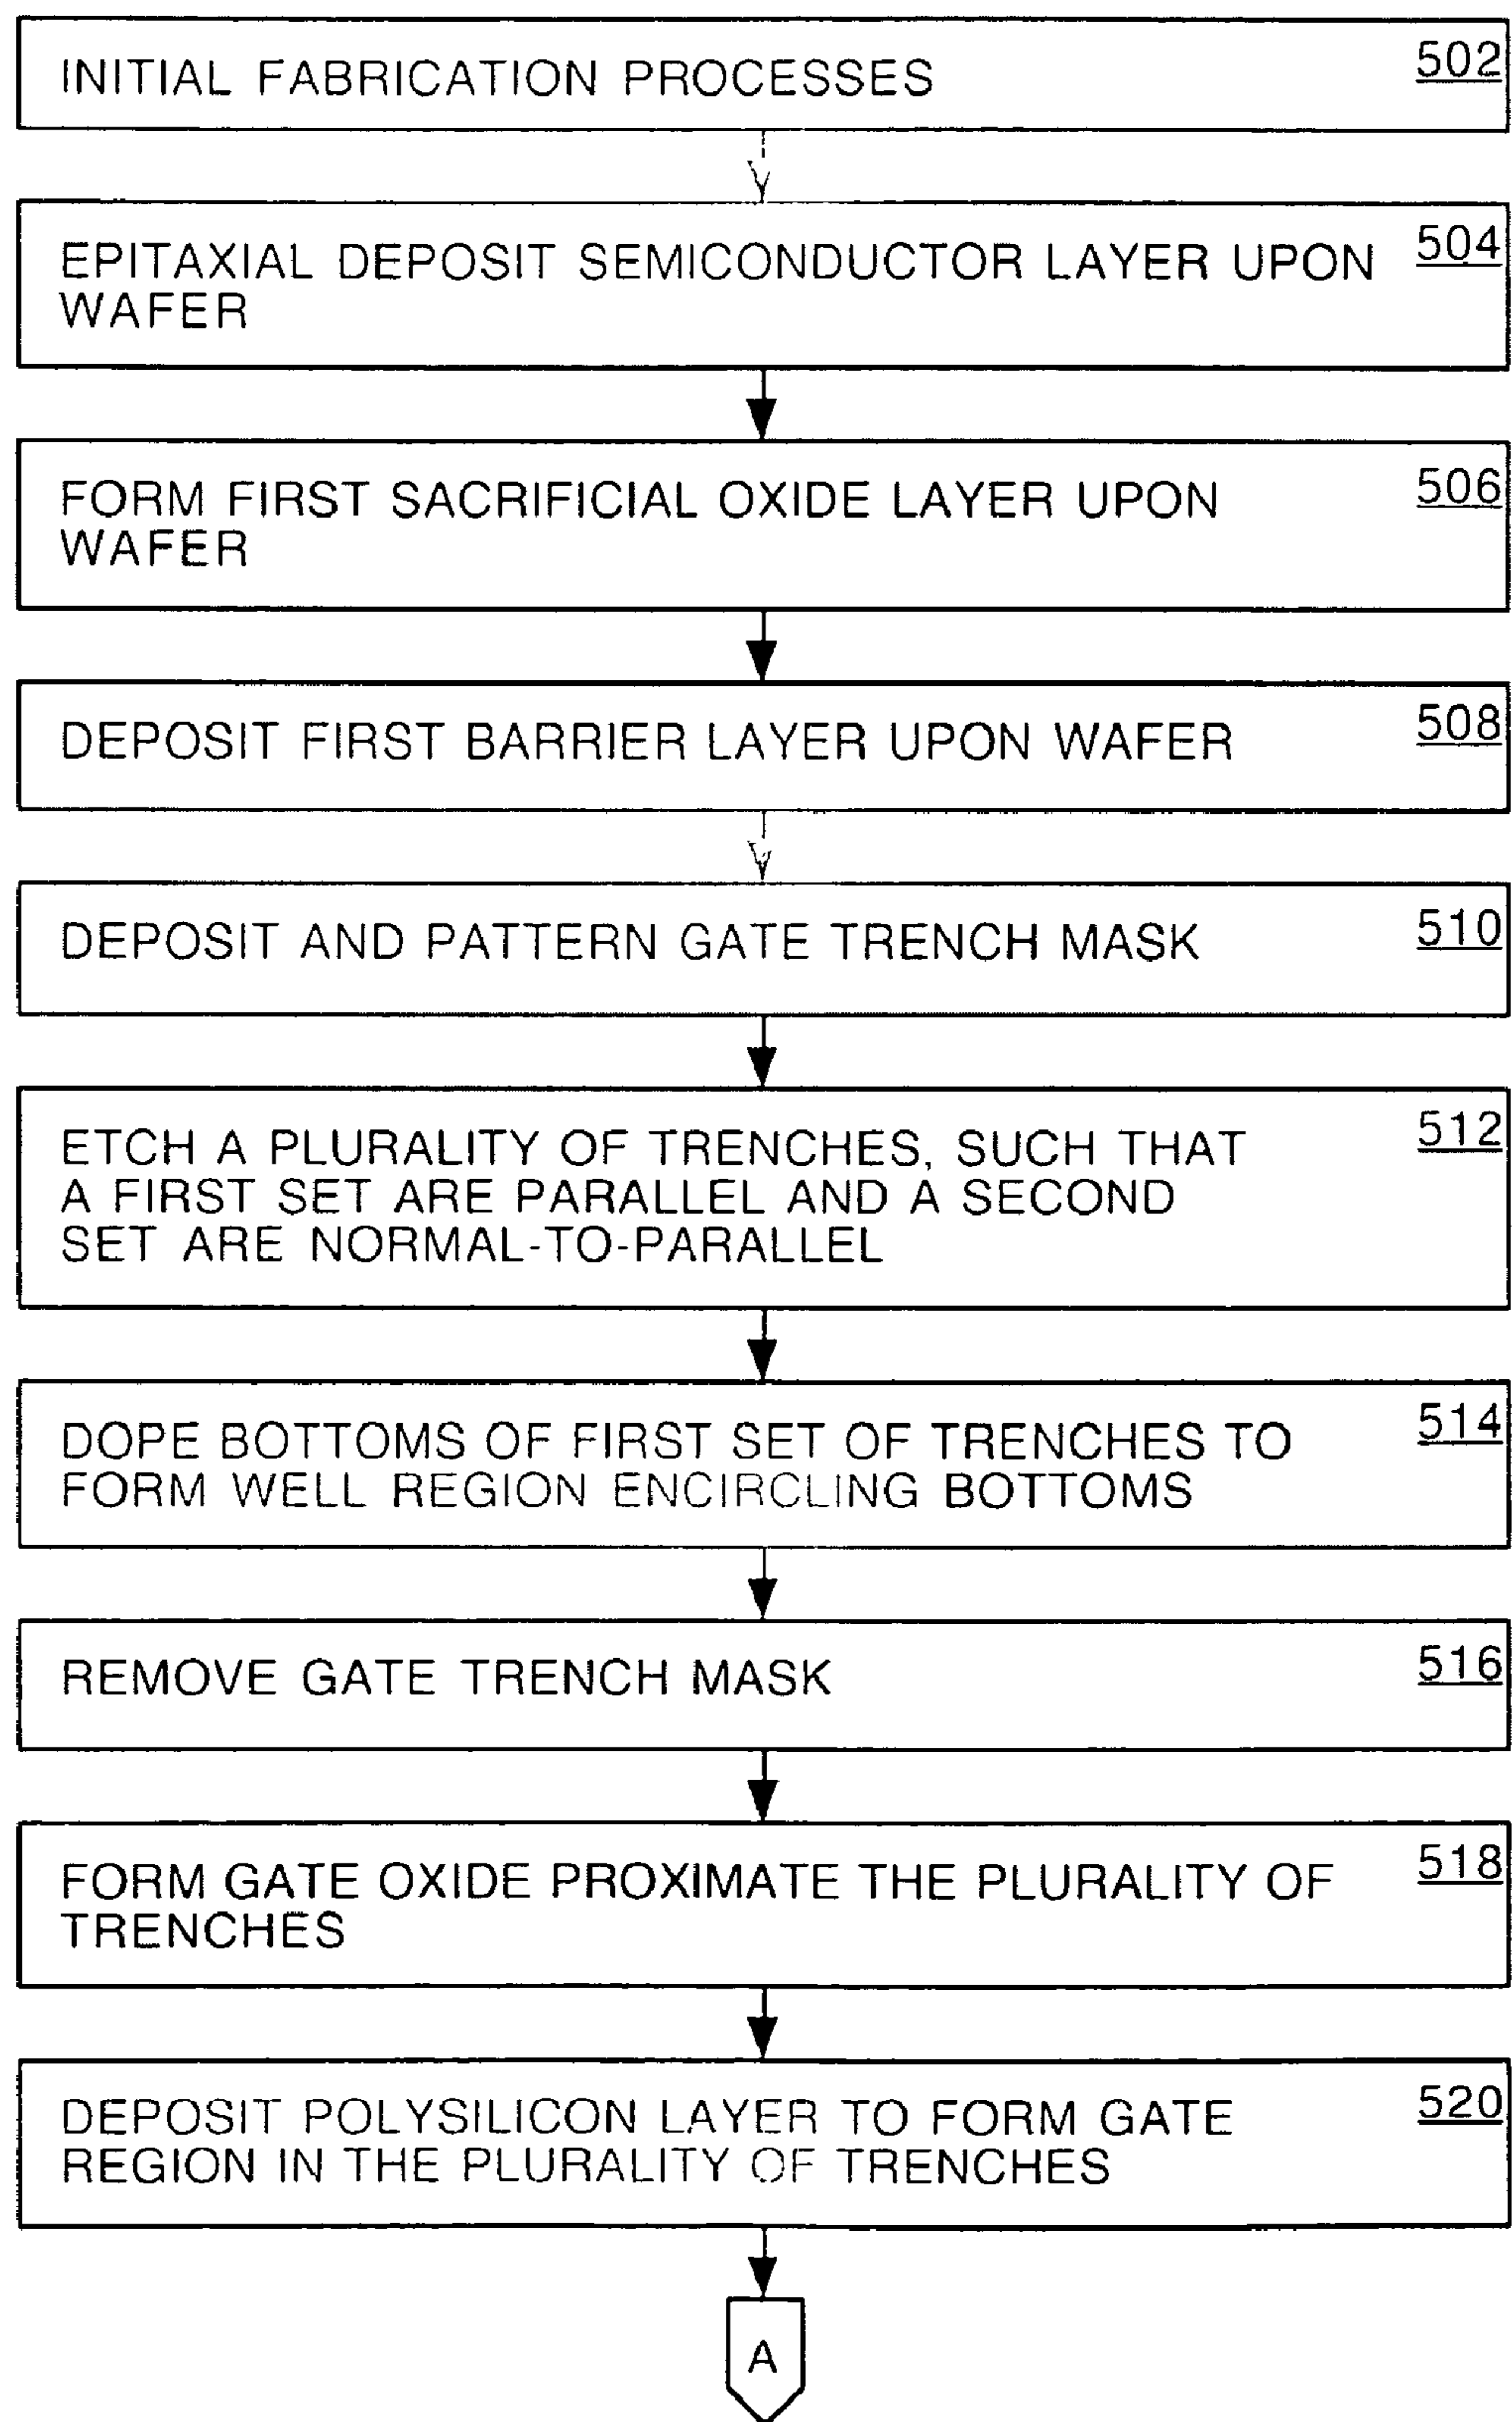 INITIAL FABRICATION PROCESSES 502
EPITAXIAL DEPOSIT SEMICONDUCTOR LAYER UPON 504
WAFER
FORM FIRST SACRIFICIAL OXIDE LAYER UPON 506
WAFER
DEPOSIT FIRST BARRIER LAYER UPON WAFER 508
DEPOSIT AND PATTERN GATE TRENCH MASK 510
ETCH A PLURALITY OF TRENCHES, SUCH THAT 512
A FIRST SET ARE PARALLEL AND A SECOND
SET ARE NORMAL-TO-PARALLEL
DOPE BOTTOMS OF FIRST SET OF TRENCHES TO 514
FORM WELL REGION ENCIRCLING BOTTOMS
REMOVE GATE TRENCH MASK 516
FORM GATE OXIDE PROXIMATE THE PLURALITY OF 518
TRENCHES
DEPOSIT POLYSILICON LAYER TO FORM GATE 520
REGION IN THE PLURALITY OF TRENCHES
A